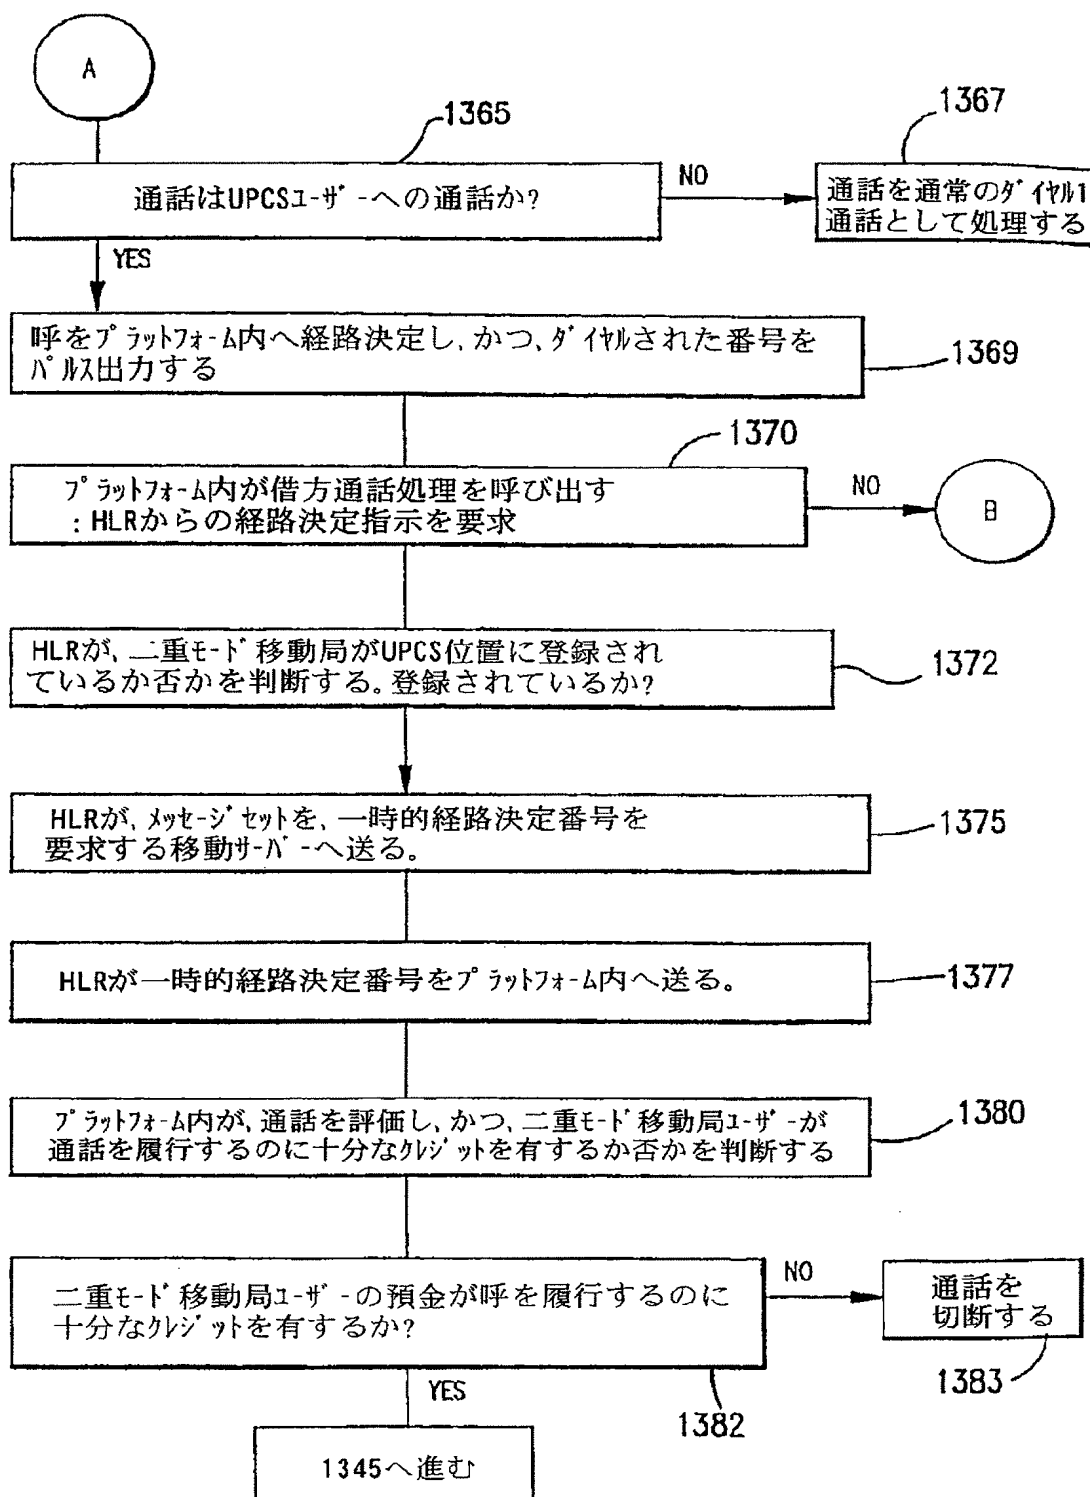 A
1365
1367
通話はUPCSユーザーへの通話か?
NO
通話を通常のダイヤル1
通話として処理する
YES
呼をプラットフォーム内へ経路決定し、かつ、ダイヤルされた番号を
パルス出力する
1369
1370
プラットフォーム内が借方通話処理を呼び出す
:HLRからの経路決定指示を要求
NO
B
HLRが、二重モード移動局がUPCS位置に登録され
ているか否かを判断する。登録されているか?
1372
HLRが、メッセージセットを、一時的経路決定番号を
要求する移動サーバーへ送る。
1375
HLRが一時的経路決定番号をプラットフォーム内へ送る。
1377
プラットフォーム内が、通話を評価し、かつ、二重モード移動局ユーザーが
通話を履行するのに十分なクレジットを有するか否かを判断する
1380
二重モード移動局ユーザーの預金が呼を履行するのに
十分なクレジットを有するか?
NO
通話を
切断する
1383
YES
1382
1345へ進む